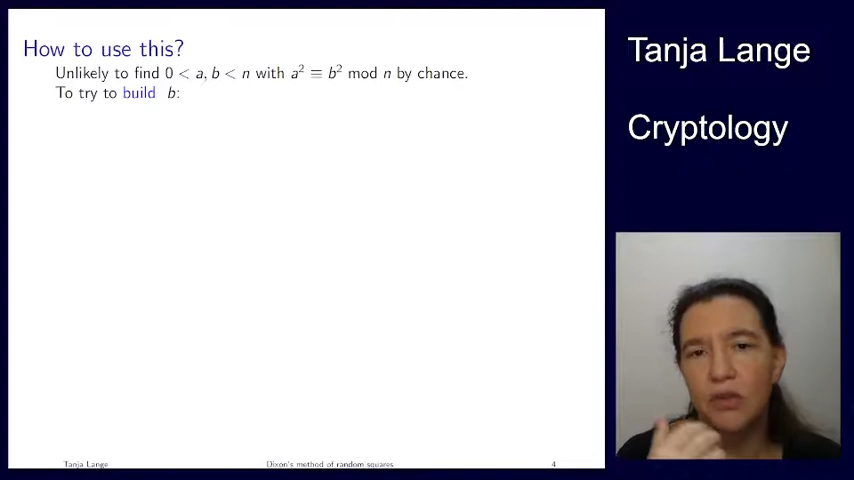 How to use this?
Unlikely to find 0 < a, b < n with a² ≡ b² mod n by chance.
To try to build b:
Tanja Lange
Cryptology
Tanja Lange Dixon's method of random squares 4